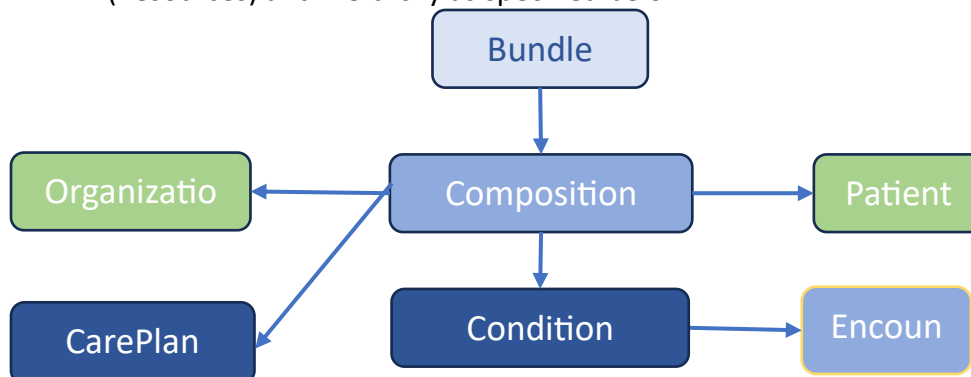 Bundle
Organizatio
Composition
Patient
CarePlan
Condition
Encoun